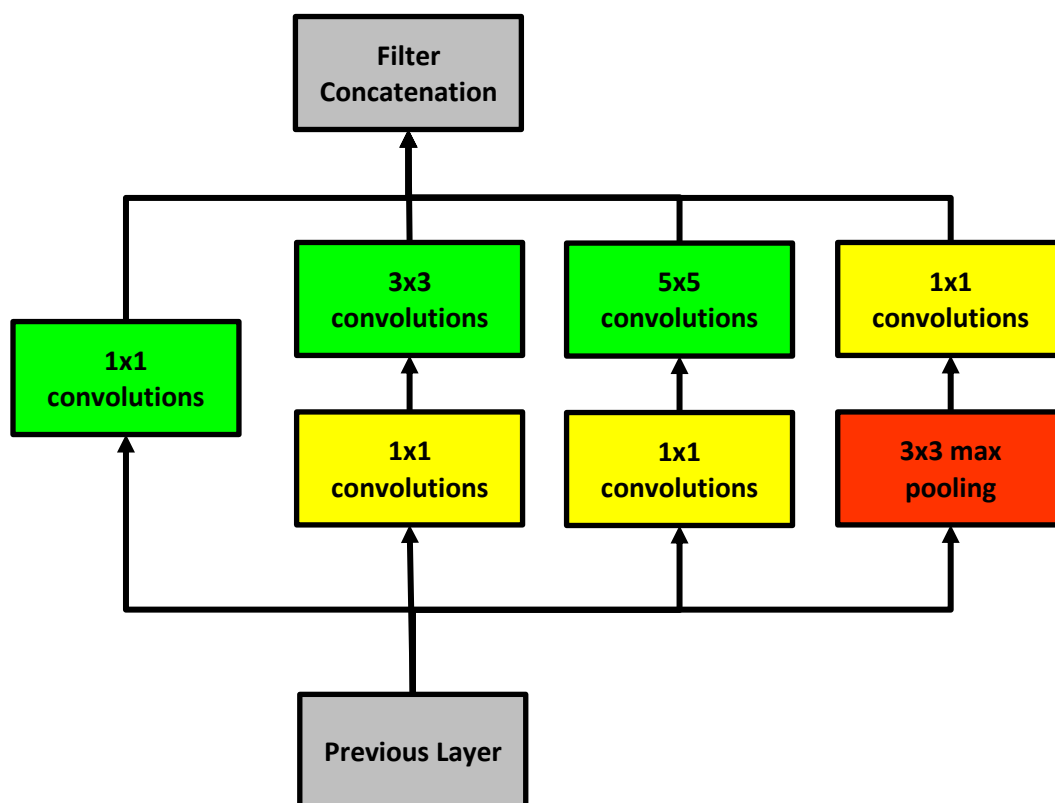 Filter
Concatenation
3x3
convolutions
5x5
convolutions
1x1
convolutions
1x1
convolutions
1x1
convolutions
1x1
convolutions
3x3 max
pooling
Previous Layer